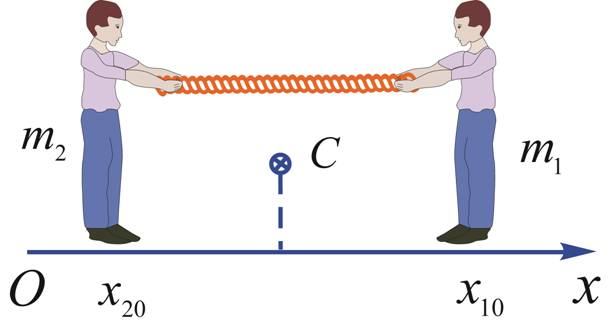 m₂
C
m₁
O
x₂₀
x₁₀
x